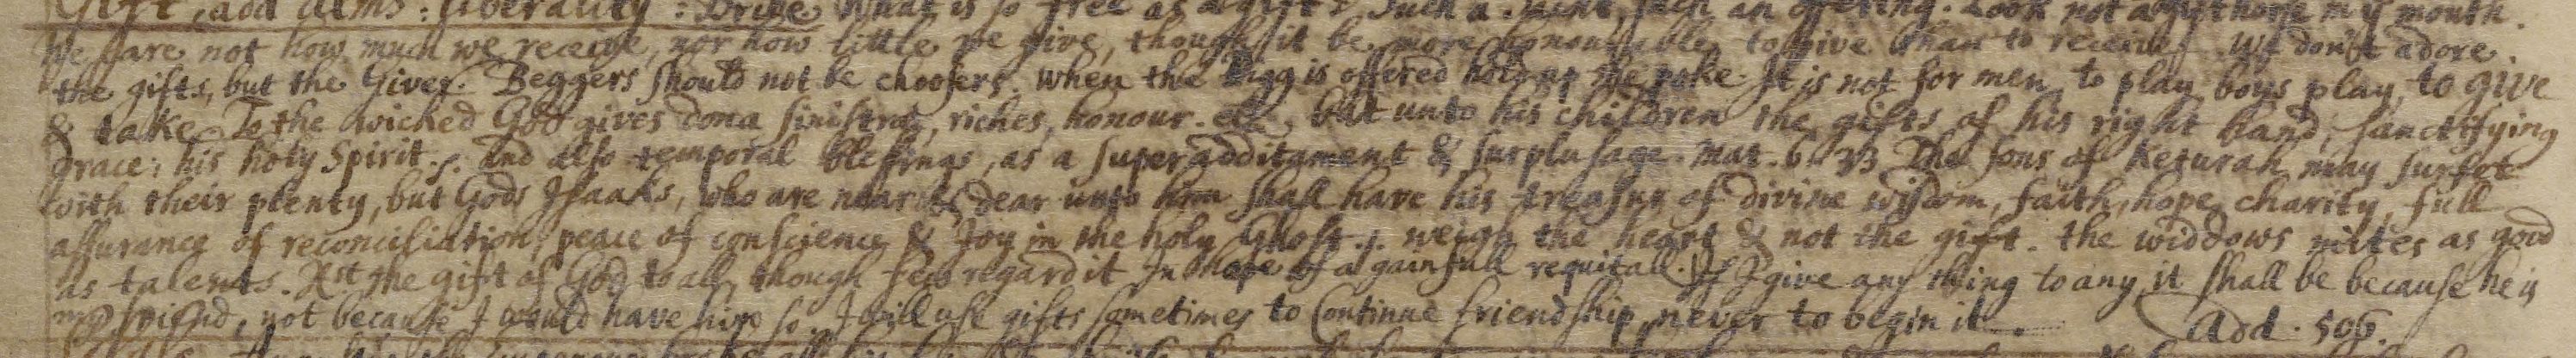 Gift, add Alms: liberality: Bribe What is so free as a gift? Such a Saint, such an offering. Look not a gift horse in ye mouth.
We care not how much we receive, nor how little we give, though it be more honourable to give than to receive. We don't adore
the gifts, but the Giver. Beggers should not be choosers. When the Pigg is offered hold up the poke. It is not for men to play boys play, to give
& take. To the wicked God gives dona sinistra, riches, honour. etc. but unto his children the gifts of his right hand, sanctifying
grace, his holy Spirit. and also temporal blessings, as a superadditament & surplusage. Mat. 6. 33. The sons of Keturah may surfet
with their plenty, but Gods Isaaks, who are near & dear unto him shall have his treasur of divine wisdom, faith, hope, charity, full
assurance of reconciliation, peace of conscience & Joy in the holy Ghost. weigh the heart & not the gift. the widdows mites as good
as talents. the gift of God to all, though few regard it In hope of a gainfull requitall. If I give any thing to any it shall be because he is
my friend, not because I would have him so. I will use gifts sometimes to Continue friendship, never to begin it. Add. 506.